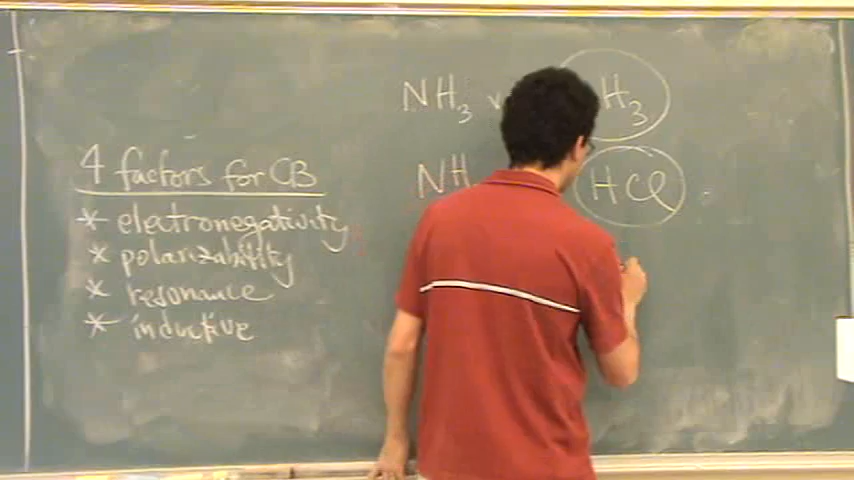 NH3 v H3
4 factors for CB
NH HCl
* electronegativity
* polarizability
* resonance
* inductive